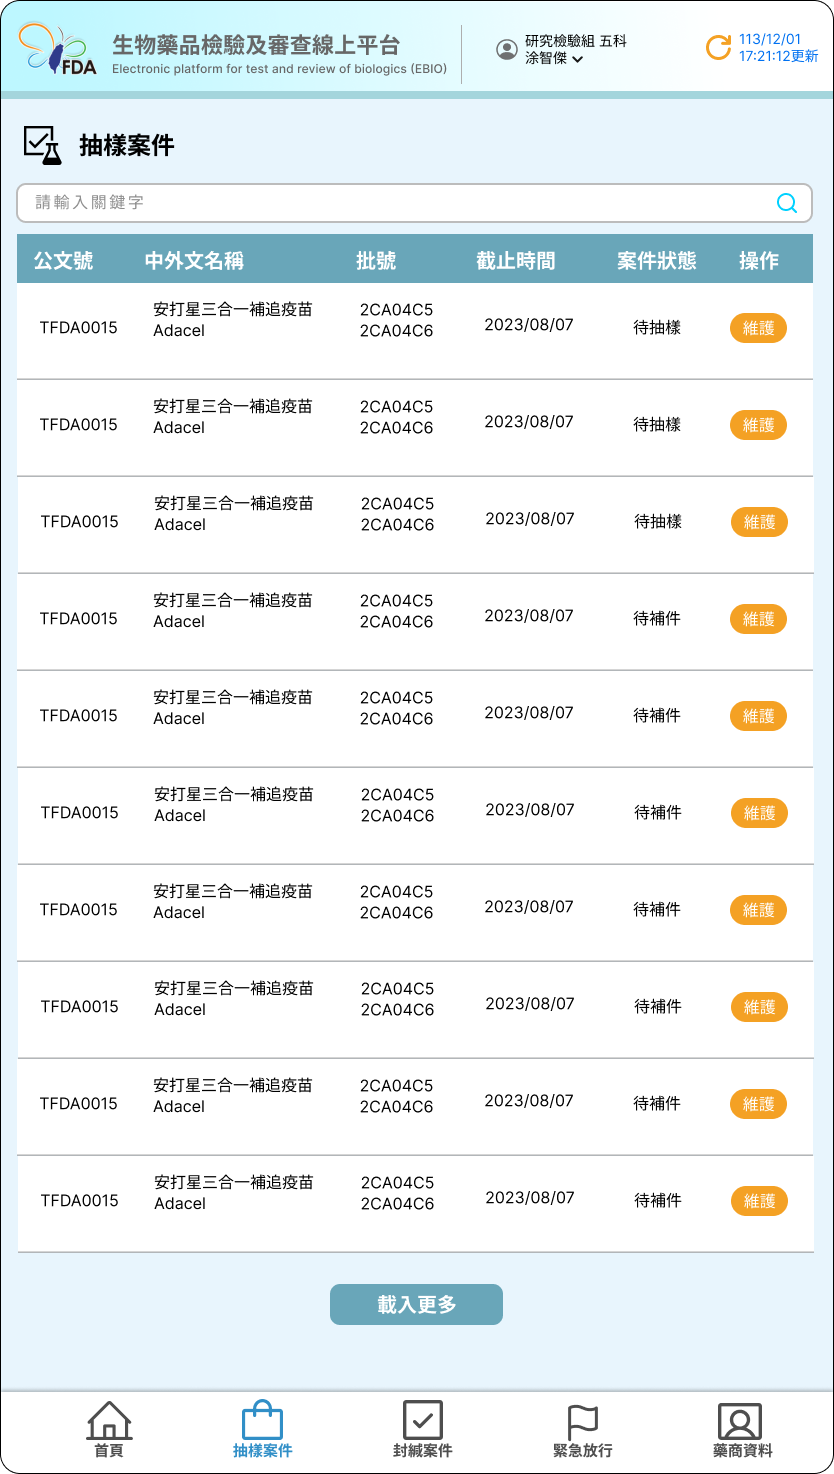 FDA
生物藥品檢驗及審查線上平台
Electronic platform for test and review of biologics (EBIO)
研究檢驗組 五科
涂智傑
113/12/01
17:21:12更新
抽樣案件
請輸入關鍵字
公文號 中外文名稱 批號 截止時間 案件狀態 操作
TFDA0015
安打星三合一補追疫苗
Adacel
2CA04C5
2CA04C6
2023/08/07
待抽樣
維護
TFDA0015
安打星三合一補追疫苗
Adacel
2CA04C5
2CA04C6
2023/08/07
待抽樣
維護
TFDA0015
安打星三合一補追疫苗
Adacel
2CA04C5
2CA04C6
2023/08/07
待抽樣
維護
TFDA0015
安打星三合一補追疫苗
Adacel
2CA04C5
2CA04C6
2023/08/07
待補件
維護
TFDA0015
安打星三合一補追疫苗
Adacel
2CA04C5
2CA04C6
2023/08/07
待補件
維護
TFDA0015
安打星三合一補追疫苗
Adacel
2CA04C5
2CA04C6
2023/08/07
待補件
維護
TFDA0015
安打星三合一補追疫苗
Adacel
2CA04C5
2CA04C6
2023/08/07
待補件
維護
TFDA0015
安打星三合一補追疫苗
Adacel
2CA04C5
2CA04C6
2023/08/07
待補件
維護
TFDA0015
安打星三合一補追疫苗
Adacel
2CA04C5
2CA04C6
2023/08/07
待補件
維護
TFDA0015
安打星三合一補追疫苗
Adacel
2CA04C5
2CA04C6
2023/08/07
待補件
維護
載入更多
首頁 抽樣案件 封緘案件 緊急放行 藥商資料